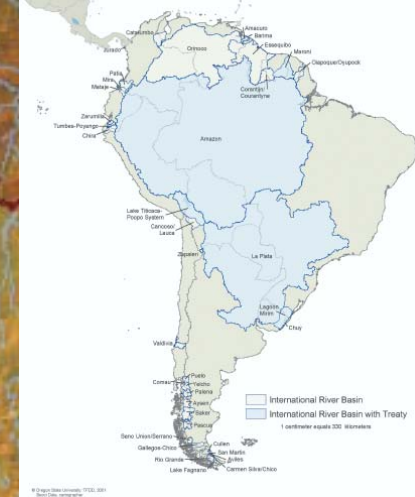 Amacuro
Catatumbo
Barima
Orinoco
Essequibo
Jurado
Maroni
Oiapoque/Oyupock
Patia
Mira
Mataje
Corantijn/
Courantyne
Zarumilla
Tumbes-Poyango
Amazon
Chira
Lake Titicaca-
Poopo System
Cancoso/
Lauca
La Plata
Zapaleri
Lagoon
Mirim
Chuy
Valdivia
Puelo
Comau
Yelcho
Palena
International River Basin
Aysen
International River Basin with Treaty
Baker
1 centimeter equals 330 kilometers
Pascua
Seno Union/Serrano
Cullen
Gallegos-Chico
San Martin
Rio Grande
Aviles
Lake Fagnano
Carmen Silva/Chico